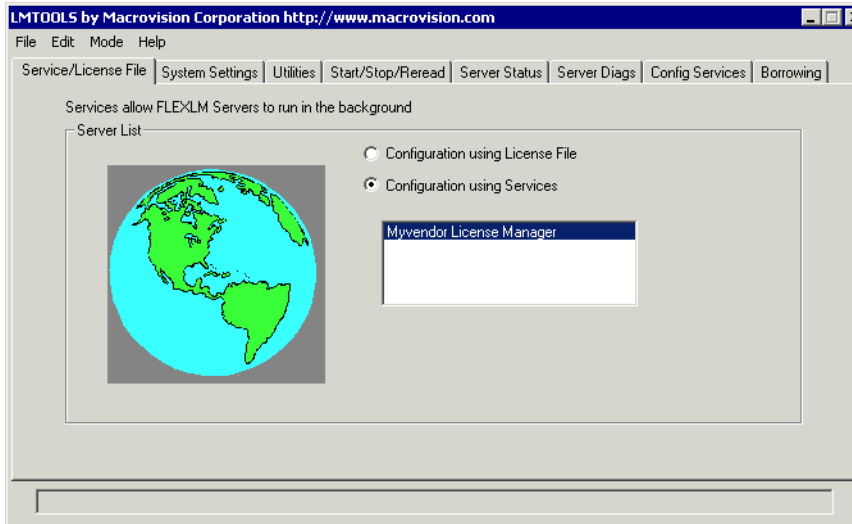 LMTOOLS by Macrovision Corporation http://www.macrovision.com
File Edit Mode Help
Service/License File System Settings Utilities Start/Stop/Reread Server Status Server Diags Config Services Borrowing
Services allow FLEXLM Servers to run in the background
Server List
Configuration using License File
Configuration using Services
Myvendor License Manager